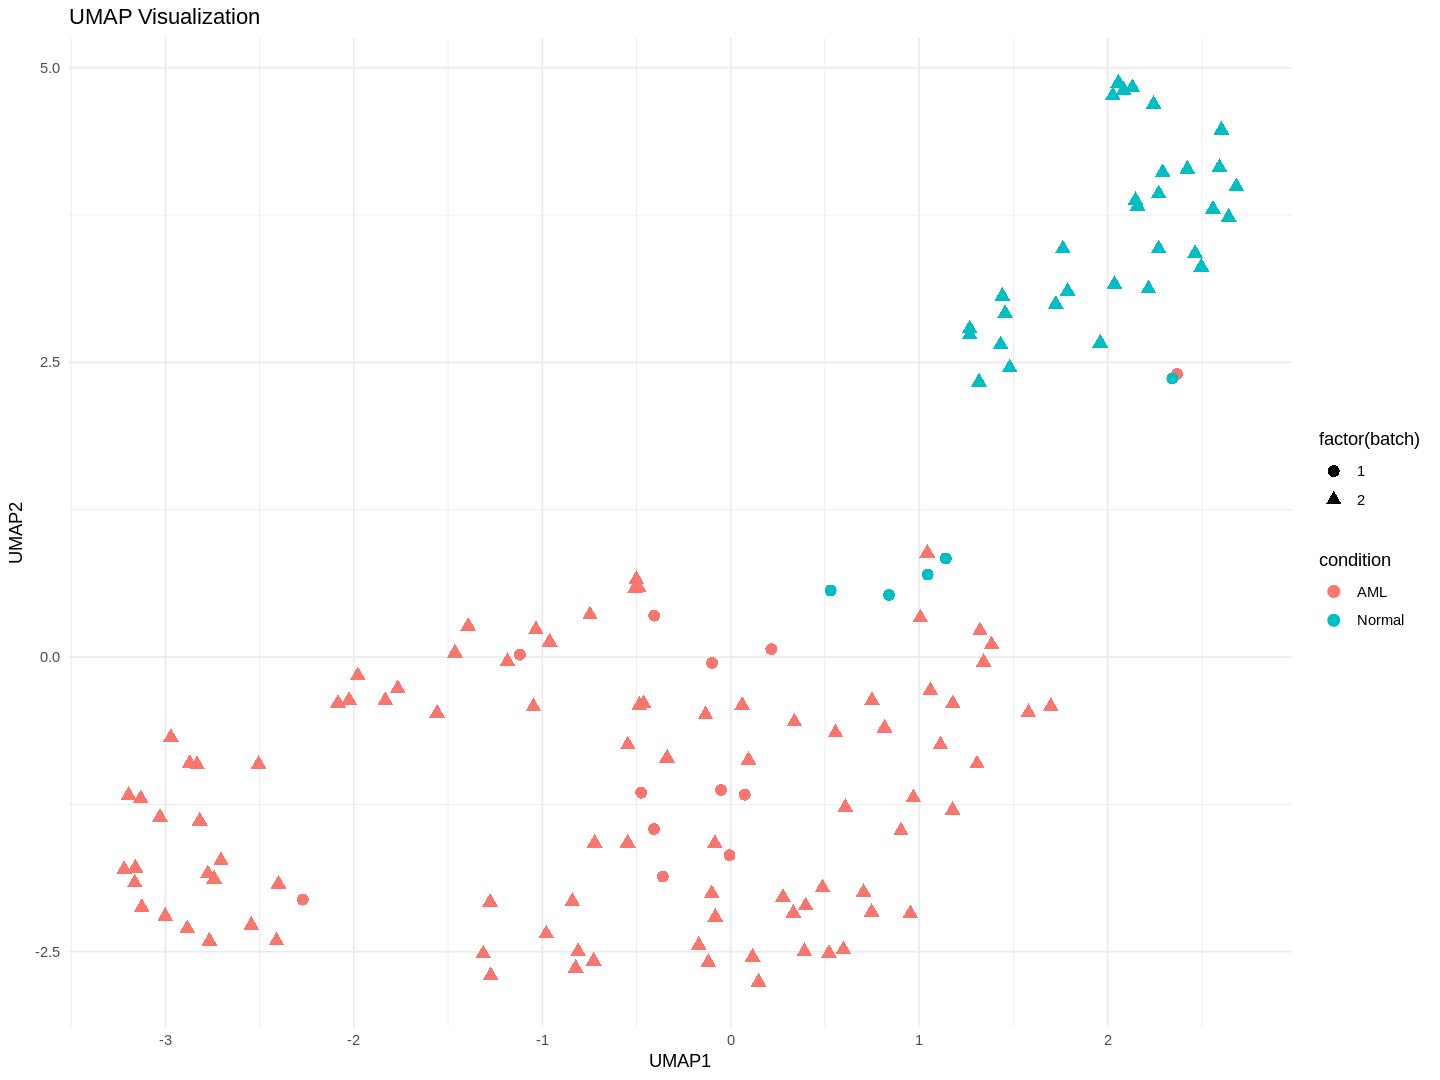 UMAP Visualization
5.0
2.5
0.0
-2.5
UMAP2
-3
-2
-1
0
1
2
UMAP1
factor(batch)
1
2
condition
AML
Normal